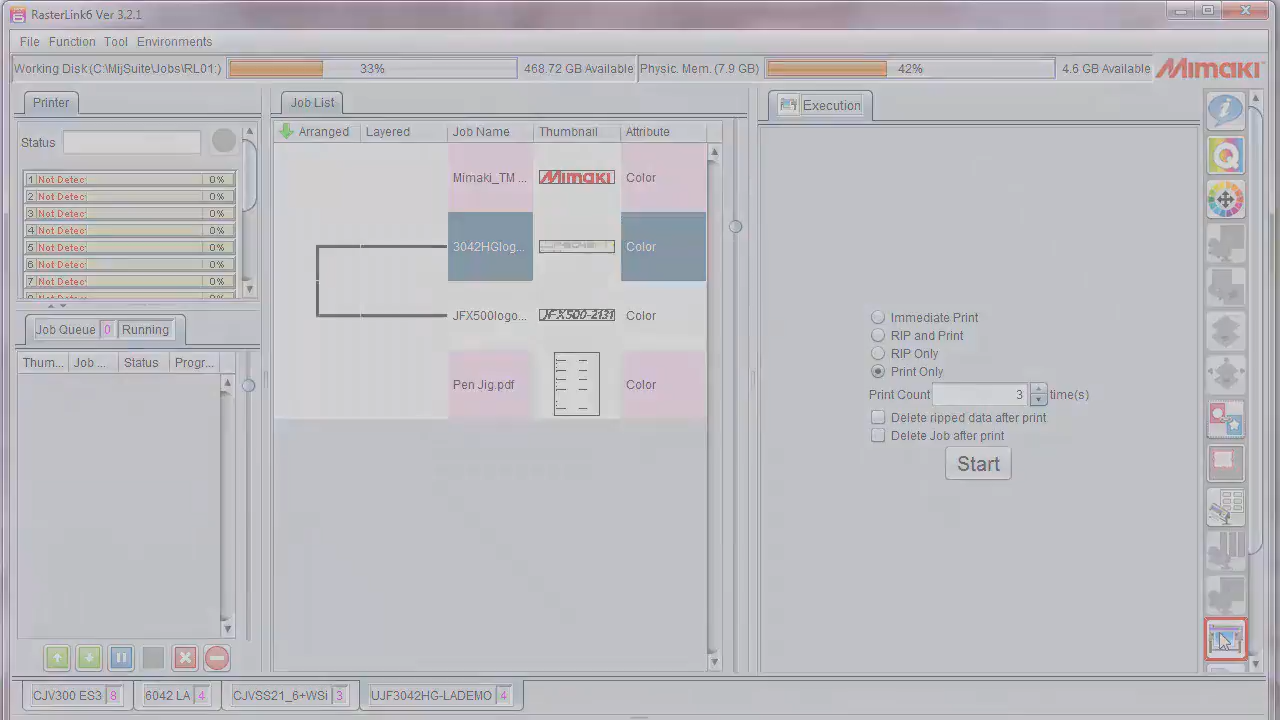 RasterLink6 Ver 3.2.1
File Function Tool Environments
Working Disk (C:\MijSuite\Jobs\RL01:) 33% 468.72 GB Available Physic. Mem. (7.9 GB) 42% 4.6 GB Available Mimaki
Printer
Status
1 Not Detec 0%
2 Not Detec 0%
3 Not Detec 0%
4 Not Detec 0%
5 Not Detec 0%
6 Not Detec 0%
7 Not Detec 0%
Job Queue 0 Running
Thum... Job ... Status Progr...
Job List
Arranged Layered Job Name Thumbnail Attribute
Mimaki_TM ... Mimaki Color
3042HGlog... Color
JFX500logo... JFX500-2131 Color
Pen Jig.pdf Color
Execution
Immediate Print
RIP and Print
RIP Only
Print Only
Print Count 3 time(s)
Delete ripped data after print
Delete Job after print
Start
CJV300 ES3 8 6042 LA 4 CJVSS21_6+WSi 3 UJF3042HG-LADEMO 4